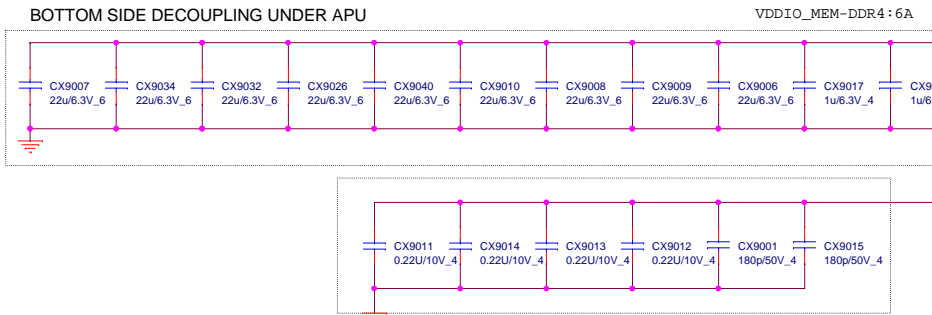 BOTTOM SIDE DECOUPLING UNDER APU
VDDIO_MEM-DDR4:6A
CX9007
22u/6.3V_6
CX9034
22u/6.3V_6
CX9032
22u/6.3V_6
CX9026
22u/6.3V_6
CX9040
22u/6.3V_6
CX9010
22u/6.3V_6
CX9008
22u/6.3V_6
CX9009
22u/6.3V_6
CX9006
22u/6.3V_6
CX9017
1u/6.3V_4
CX9
1u/6
CX9011
0.22U/10V_4
CX9014
0.22U/10V_4
CX9013
0.22U/10V_4
CX9012
0.22U/10V_4
CX9001
180p/50V_4
CX9015
180p/50V_4